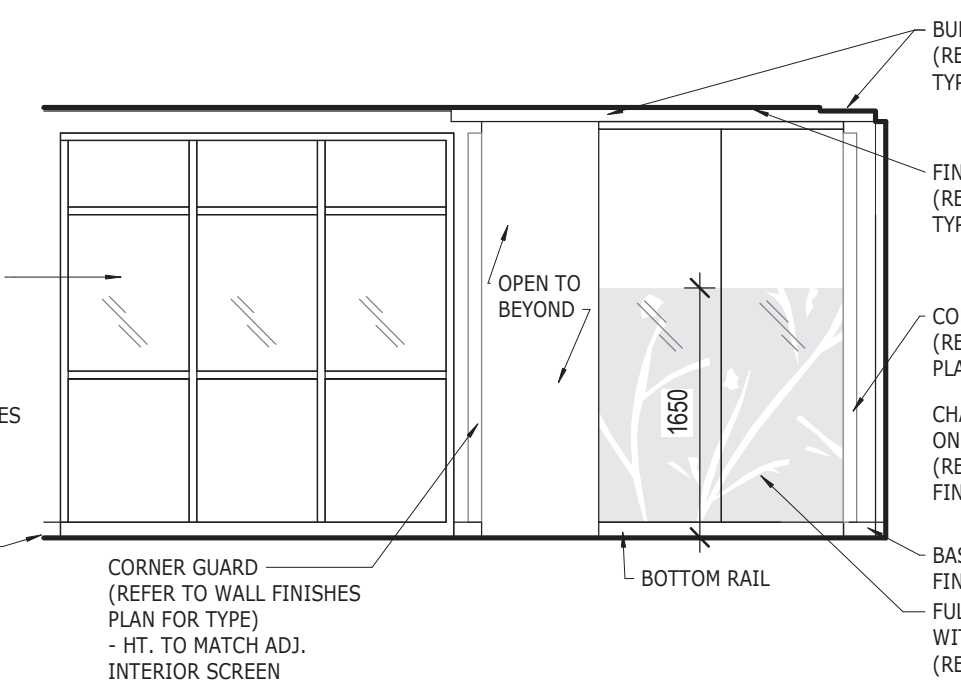 BUL
(RE
TYP
FIN
(RE
TYP
OPEN TO
BEYOND
CO
(RE
PLA
1650
ES
CHA
ON
(RE
FIN
CORNER GUARD
(REFER TO WALL FINISHES
PLAN FOR TYPE)
- HT. TO MATCH ADJ.
INTERIOR SCREEN
BOTTOM RAIL
BAS
FIN
FUL
WIT
(RE